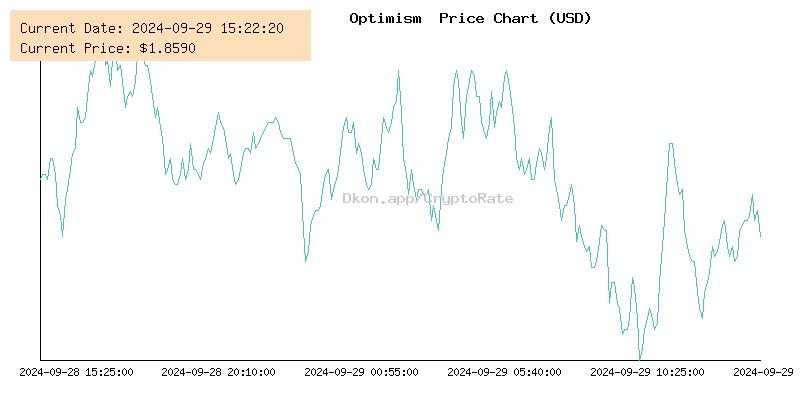 Optimism  Price Chart (USD)
Current Date: 2024-09-29 15:22:20
Current Price: $1.8590
Dkon.app/CryptoRate
2024-09-28 15:25:00 2024-09-28 20:10:00 2024-09-29 00:55:00 2024-09-29 05:40:00 2024-09-29 10:25:00 2024-09-29